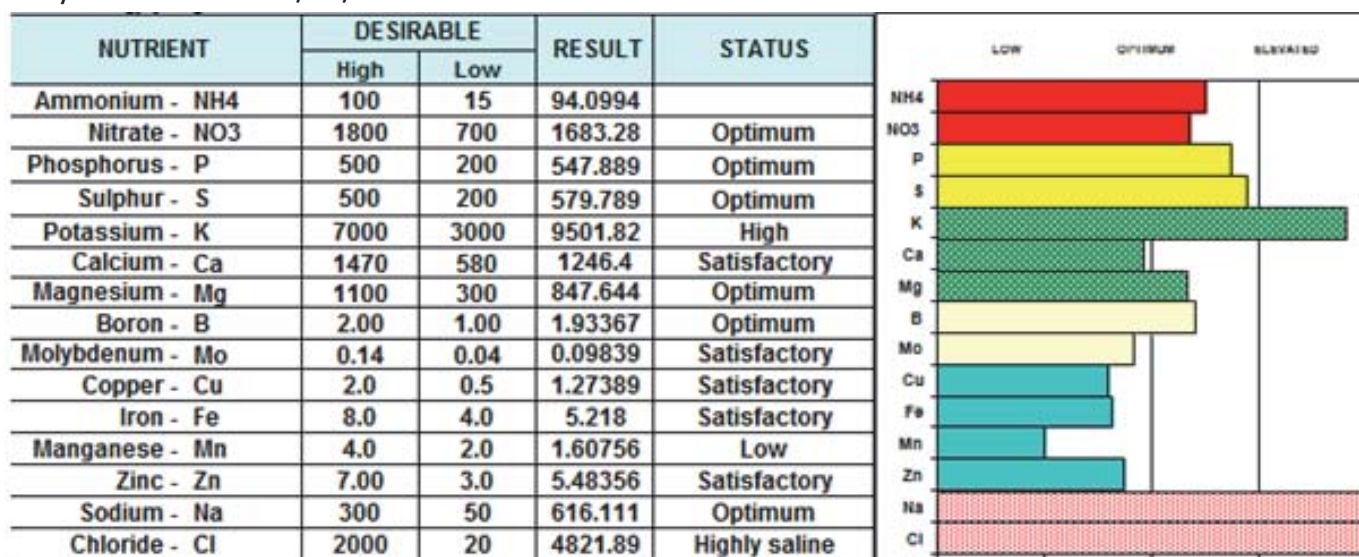 NUTRIENT DESIRABLE RESULT STATUS
High Low
Ammonium - NH4 100 15 94.0994
Nitrate - NO3 1800 700 1683.28 Optimum
Phosphorus - P 500 200 547.889 Optimum
Sulphur - S 500 200 579.789 Optimum
Potassium - K 7000 3000 9501.82 High
Calcium - Ca 1470 580 1246.4 Satisfactory
Magnesium - Mg 1100 300 847.644 Optimum
Boron - B 2.00 1.00 1.93367 Optimum
Molybdenum - Mo 0.14 0.04 0.09839 Satisfactory
Copper - Cu 2.0 0.5 1.27389 Satisfactory
Iron - Fe 8.0 4.0 5.218 Satisfactory
Manganese - Mn 4.0 2.0 1.60756 Low
Zinc - Zn 7.00 3.0 5.48356 Satisfactory
Sodium - Na 300 50 616.111 Optimum
Chloride - Cl 2000 20 4821.89 Highly saline
LOW OPTIMUM ELEVATED
NH4
NO3
P
S
K
Ca
Mg
B
Mo
Cu
Fe
Mn
Zn
Na
Cl